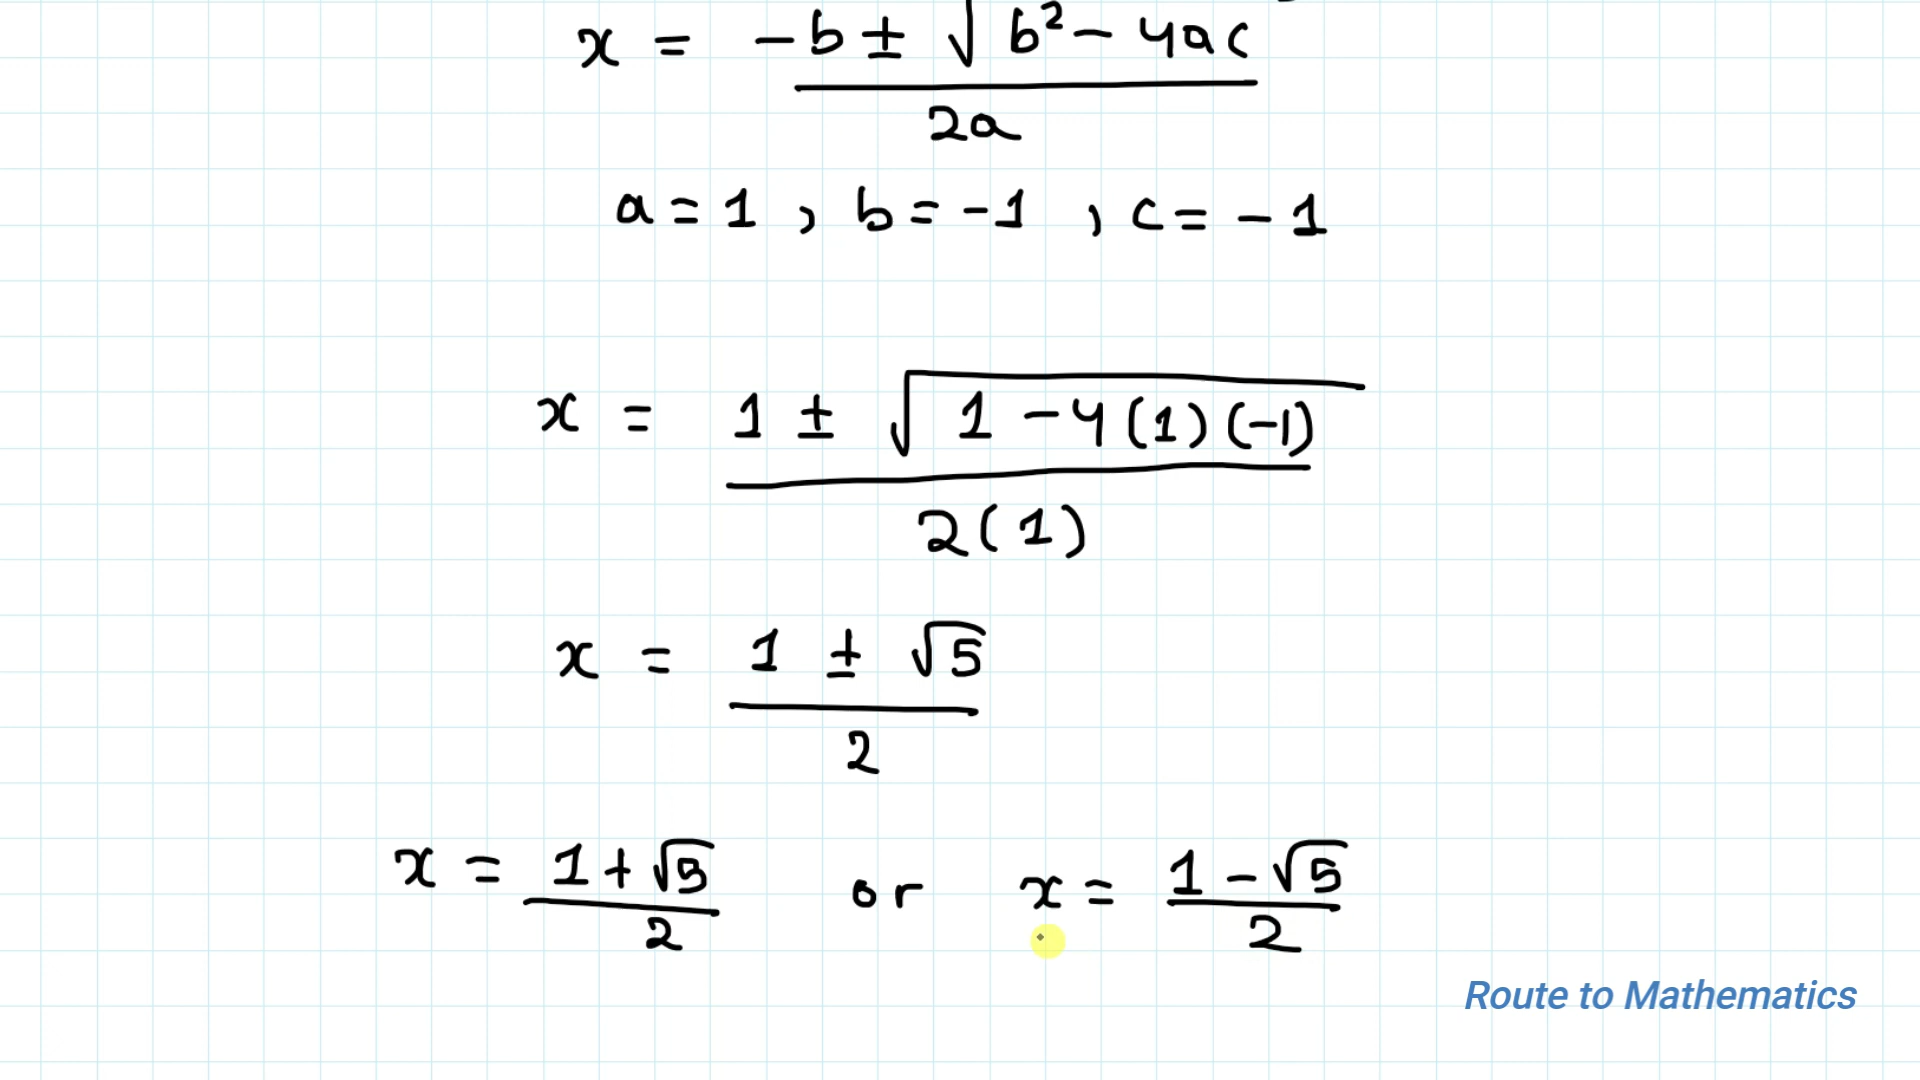 x = -b ± √b² - 4ac
2a
a = 1 , b = -1 , c = -1
x = 1 ± √1 - 4(1)(-1)
2(1)
x = 1 ± √5
2
x = 1 + √5 or x = 1 - √5
2 2
Route to Mathematics